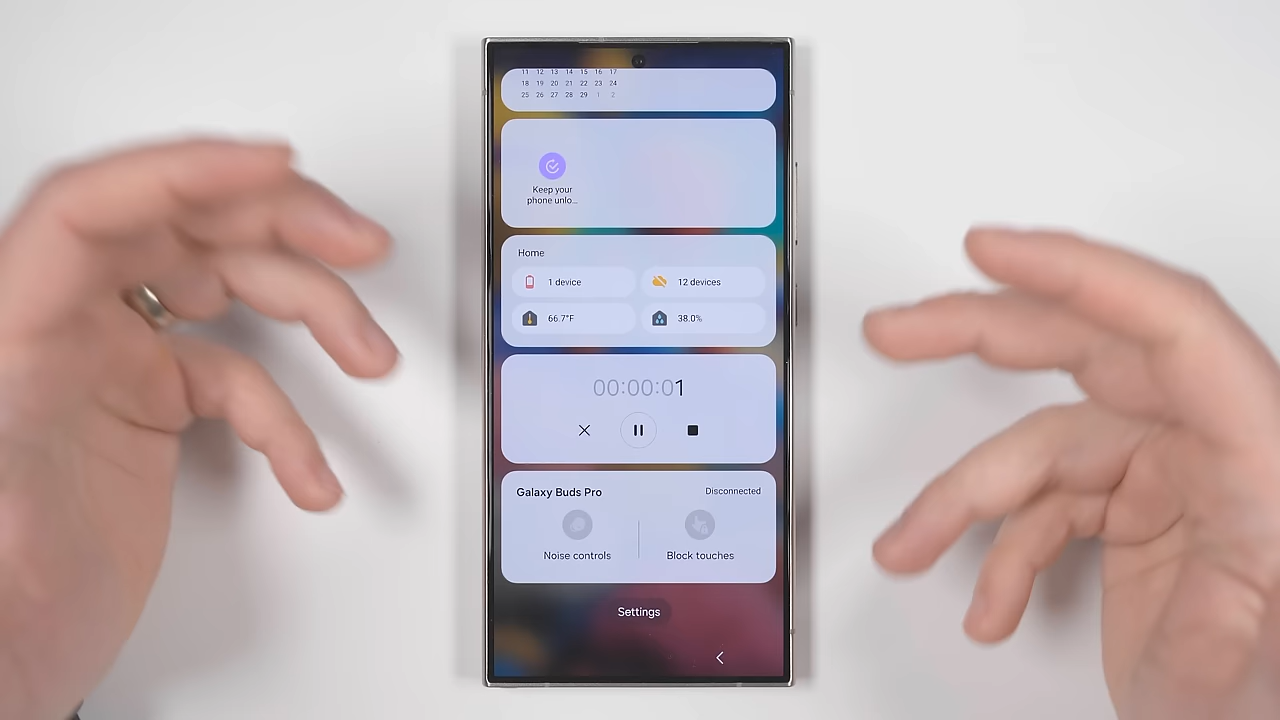 11 12 13 14 15 16 17
18 19 20 21 22 23 24
25 26 27 28 29 1 2
Keep your
phone unlo...
Home
1 device
12 devices
66.7°F
38.0%
00:00:01
Galaxy Buds Pro
Disconnected
Noise controls
Block touches
Settings